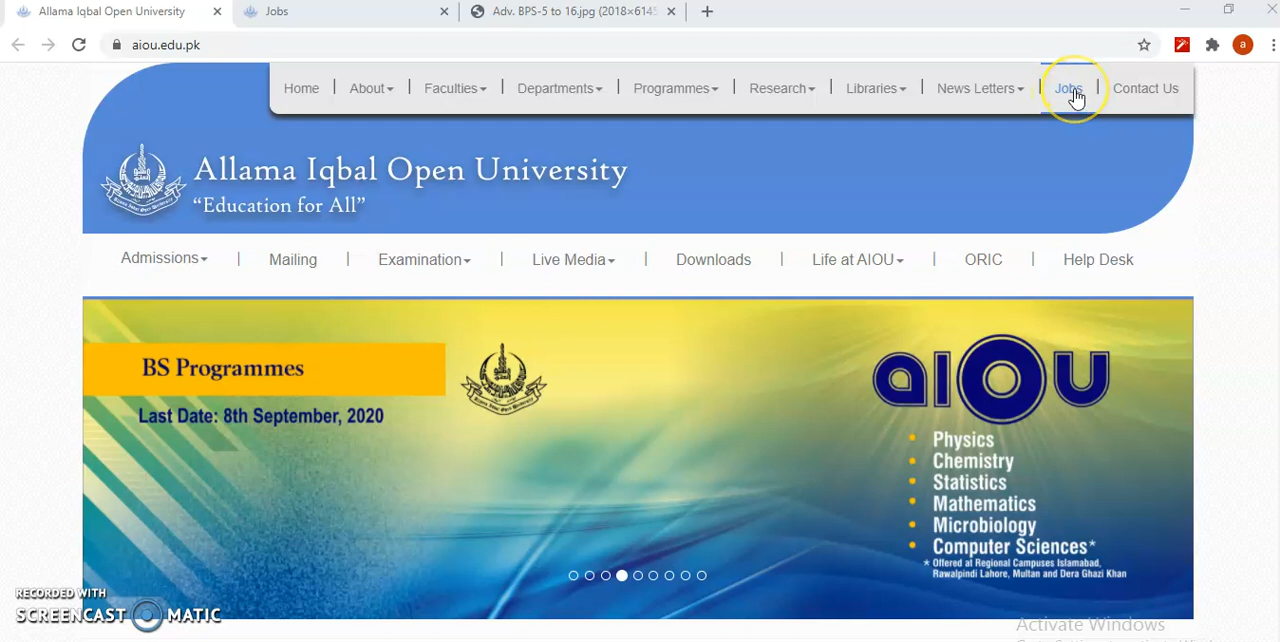 Allama Iqbal Open University
Jobs
Adv. BPS-5 to 16.jpg (2018×6145
aiou.edu.pk
a
Home | About | Faculties | Departments | Programmes | Research | Libraries | News Letters | Jobs | Contact Us
Allama Iqbal Open University
“Education for All”
Admissions | Mailing | Examination | Live Media | Downloads | Life at AIOU | ORIC | Help Desk
BS Programmes
Last Date: 8th September, 2020
aIOU
Physics
Chemistry
Statistics
Mathematics
Microbiology
Computer Sciences*
* Offered at Regional Campuses Islamabad,
Rawalpindi Lahore, Multan and Dera Ghazi Khan
RECORDED WITH
SCREENCAST MATIC
Activate Windows